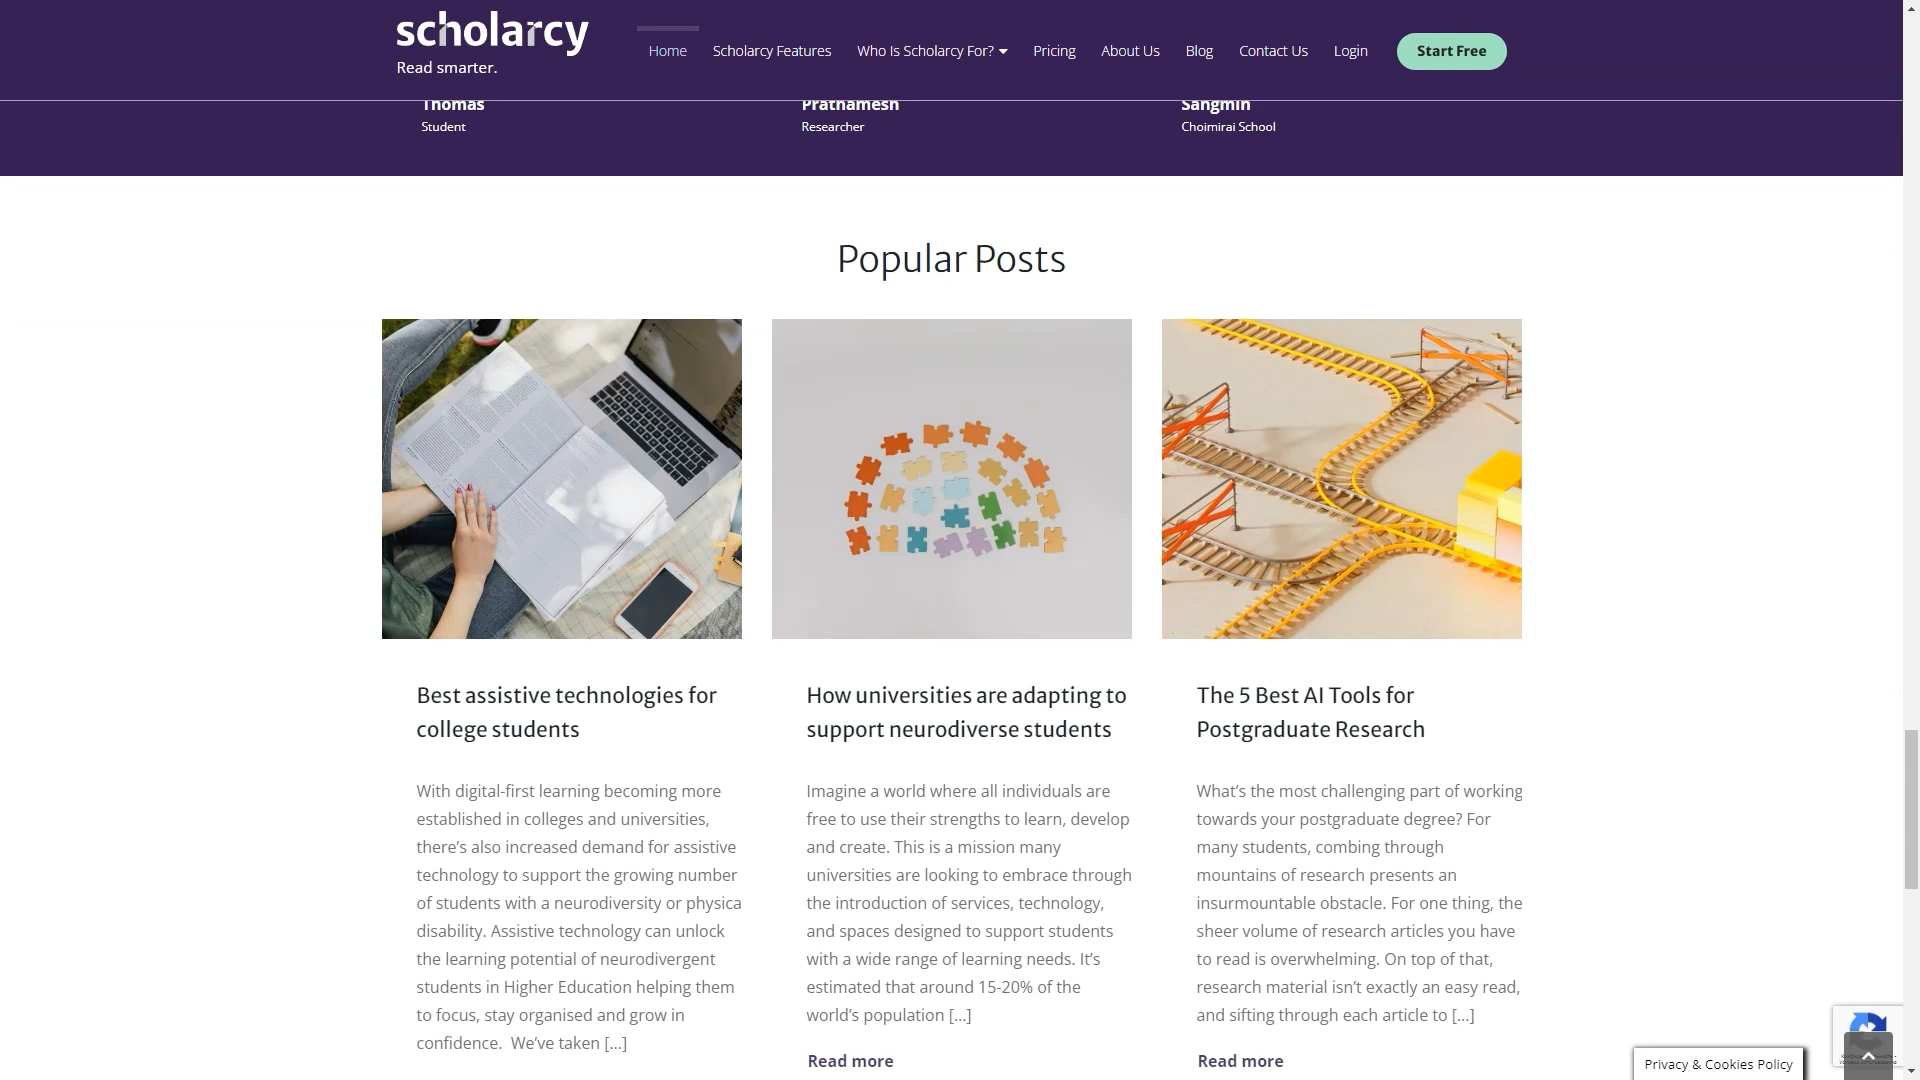 scholarcy
Read smarter.
Home
Scholarcy Features
Who Is Scholarcy For?
Pricing
About Us
Blog
Contact Us
Login
Start Free
Thomas
Student
Prathamesh
Researcher
Sangmin
Choimirai School
Popular Posts
Best assistive technologies for
college students
With digital-first learning becoming more
established in colleges and universities,
there’s also increased demand for assistive
technology to support the growing number
of students with a neurodiversity or physica
disability. Assistive technology can unlock
the learning potential of neurodivergent
students in Higher Education helping them
to focus, stay organised and grow in
confidence.  We’ve taken [...]
How universities are adapting to
support neurodiverse students
Imagine a world where all individuals are
free to use their strengths to learn, develop
and create. This is a mission many
universities are looking to embrace through
the introduction of services, technology,
and spaces designed to support students
with a wide range of learning needs. It’s
estimated that around 15-20% of the
world’s population [...]
Read more
The 5 Best AI Tools for
Postgraduate Research
What’s the most challenging part of working
towards your postgraduate degree? For
many students, combing through
mountains of research presents an
insurmountable obstacle. For one thing, the
sheer volume of research articles you have
to read is overwhelming. On top of that,
research material isn’t exactly an easy read,
and sifting through each article to [...]
Read more
Privacy & Cookies Policy